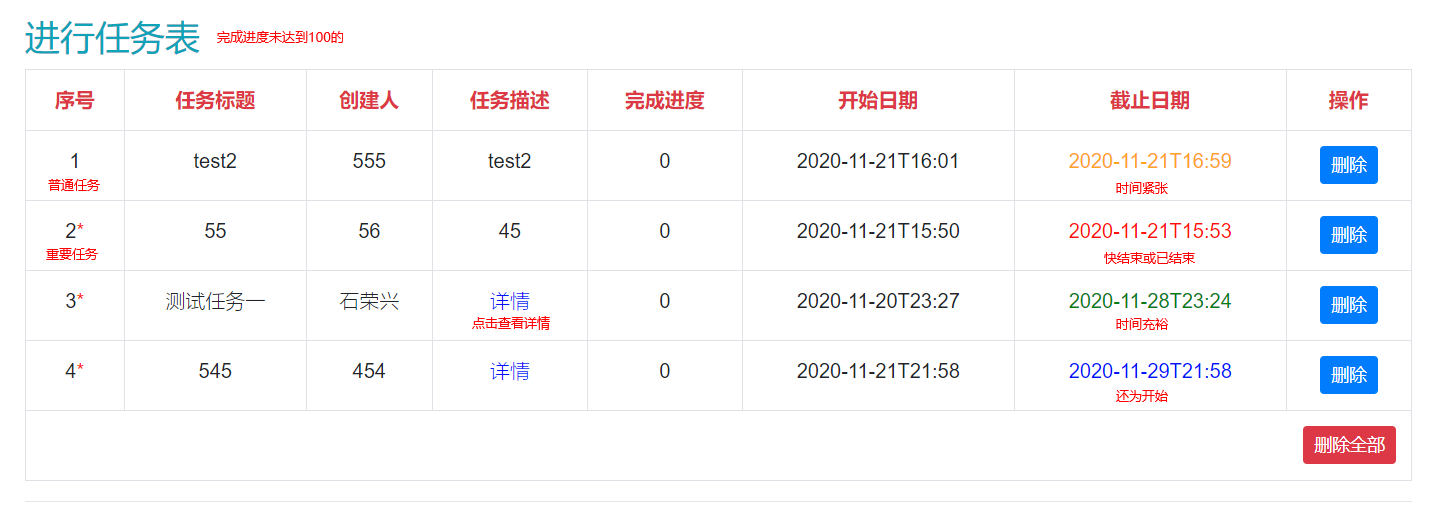 进行任务表 完成进度未达到100的
序号 任务标题 创建人 任务描述 完成进度 开始日期 截止日期 操作
1 test2 555 test2 0 2020-11-21T16:01 2020-11-21T16:59 删除
普通任务 时间紧张
2* 55 56 45 0 2020-11-21T15:50 2020-11-21T15:53 删除
重要任务 快结束或已结束
3* 测试任务一 石荣兴 详情 0 2020-11-20T23:27 2020-11-28T23:24 删除
点击查看详情 时间充裕
4* 545 454 详情 0 2020-11-21T21:58 2020-11-29T21:58 删除
还为开始
删除全部